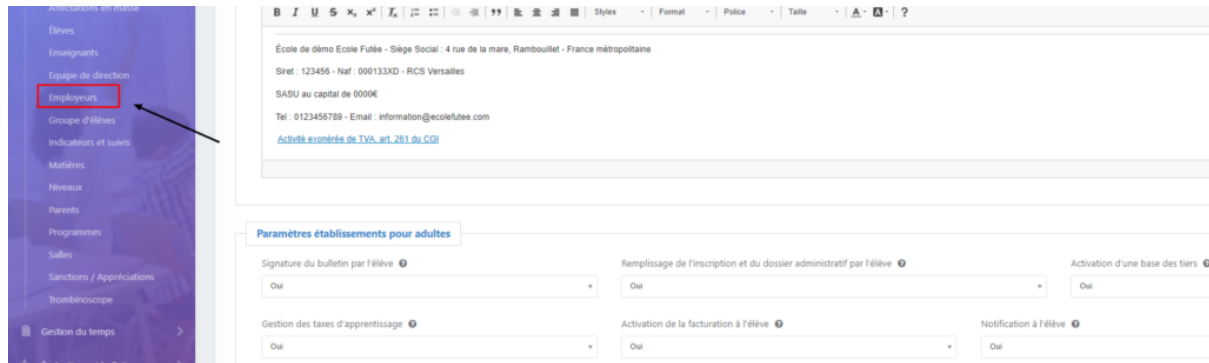 Affectations en masse
Élèves
Enseignants
Equipe de direction
Employeurs
Groupe d'élèves
Indicateurs et suivis
Matières
Niveaux
Parents
Programmes
Salles
Sanctions / Appréciations
Trombinoscope
Gestion du temps
B I U S x₂ x² Iₓ Styles Format Police Taille A A ?
École de démo Ecole Futée - Siège Social : 4 rue de la mare, Rambouillet - France métropolitaine
Siret : 123456 - Naf : 000133XD - RCS Versailles
SASU au capital de 0000€
Tel : 0123456789 - Email : information@ecolefutee.com
Activité exonérée de TVA, art. 261 du CGI
Paramètres établissements pour adultes
Signature du bulletin par l'élève Remplissage de l'inscription et du dossier administratif par l'élève Activation d'une base des tiers
Oui Oui Oui
Gestion des taxes d'apprentissage Activation de la facturation à l'élève Notification à l'élève
Oui Oui Oui